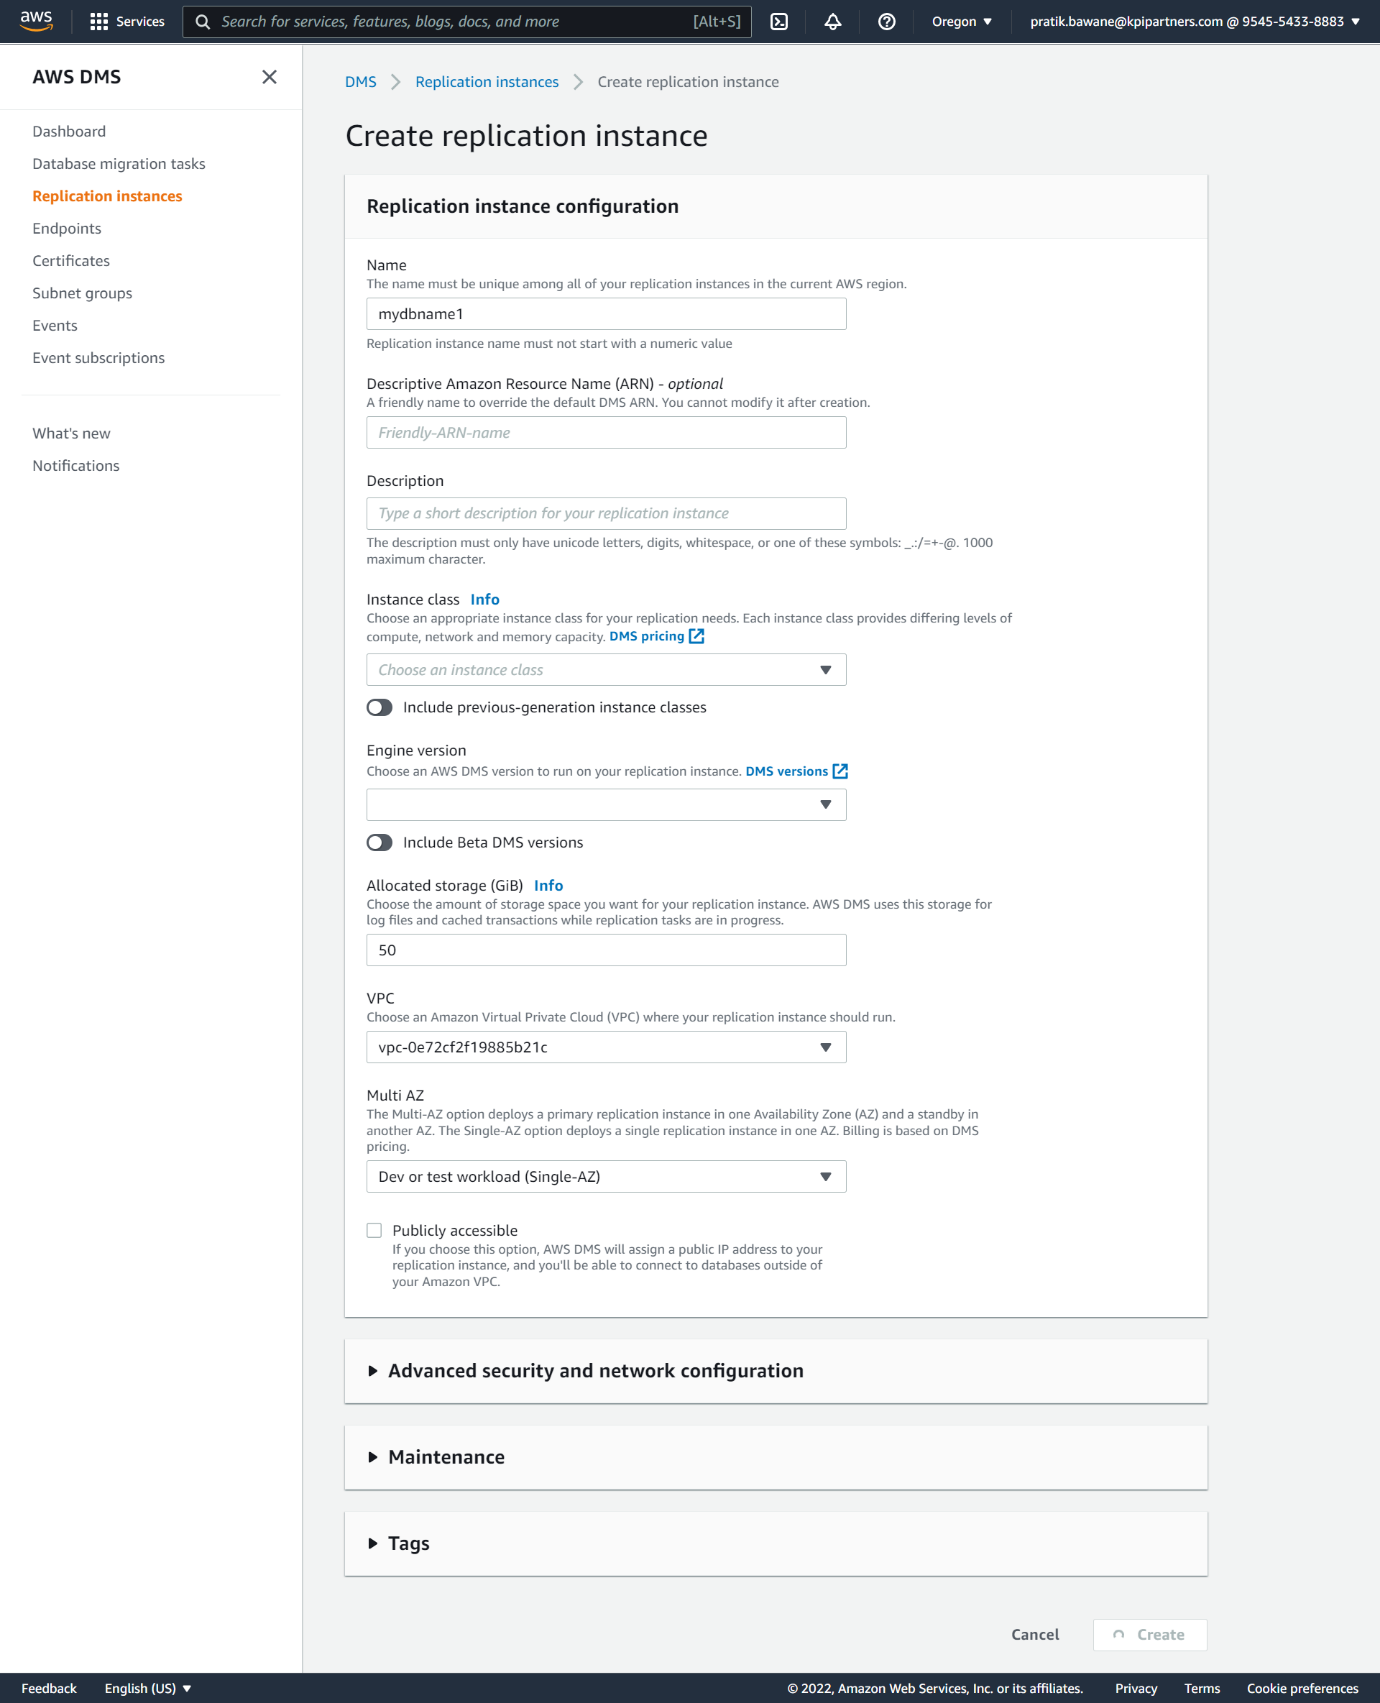 aws
Services
Search for services, features, blogs, docs, and more
[Alt+S]
Oregon
pratik.bawane@kpipartners.com @ 9545-5433-8883
AWS DMS
Dashboard
Database migration tasks
Replication instances
Endpoints
Certificates
Subnet groups
Events
Event subscriptions
What's new
Notifications
DMS
Replication instances
Create replication instance
Create replication instance
Replication instance configuration
Name
The name must be unique among all of your replication instances in the current AWS region.
mydbname1
Replication instance name must not start with a numeric value
Descriptive Amazon Resource Name (ARN) - optional
A friendly name to override the default DMS ARN. You cannot modify it after creation.
Friendly-ARN-name
Description
Type a short description for your replication instance
The description must only have unicode letters, digits, whitespace, or one of these symbols: _.:/=+-@. 1000
maximum character.
Instance class Info
Choose an appropriate instance class for your replication needs. Each instance class provides differing levels of
compute, network and memory capacity. DMS pricing
Choose an instance class
Include previous-generation instance classes
Engine version
Choose an AWS DMS version to run on your replication instance. DMS versions
Include Beta DMS versions
Allocated storage (GiB) Info
Choose the amount of storage space you want for your replication instance. AWS DMS uses this storage for
log files and cached transactions while replication tasks are in progress.
50
VPC
Choose an Amazon Virtual Private Cloud (VPC) where your replication instance should run.
vpc-0e72cf2f19885b21c
Multi AZ
The Multi-AZ option deploys a primary replication instance in one Availability Zone (AZ) and a standby in
another AZ. The Single-AZ option deploys a single replication instance in one AZ. Billing is based on DMS
pricing.
Dev or test workload (Single-AZ)
Publicly accessible
If you choose this option, AWS DMS will assign a public IP address to your
replication instance, and you'll be able to connect to databases outside of
your Amazon VPC.
Advanced security and network configuration
Maintenance
Tags
Cancel
Create
Feedback
English (US)
© 2022, Amazon Web Services, Inc. or its affiliates.
Privacy
Terms
Cookie preferences